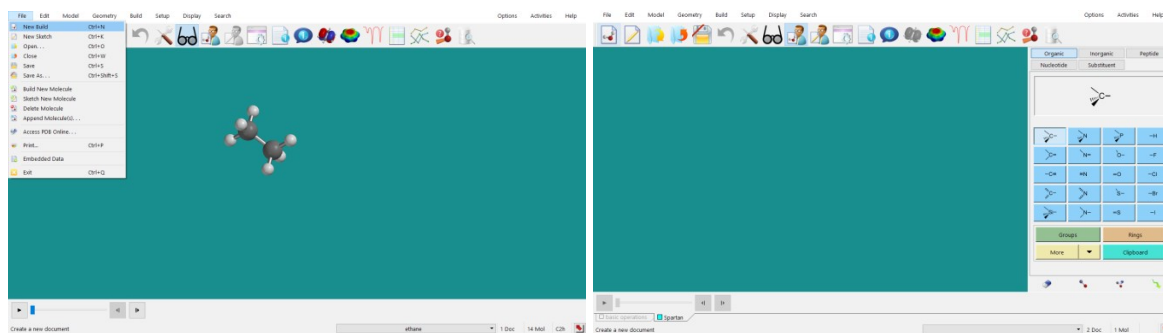 File Edit Model Geometry Build Setup Display Search Options Activities Help
New Build Ctrl+N
New Sketch Ctrl+K
Open... Ctrl+O
Close Ctrl+W
Save Ctrl+S
Save As... Ctrl+Shift+S
Build New Molecule
Sketch New Molecule
Delete Molecule
Append Molecule(s)...
Access PDB Online...
Print... Ctrl+P
Embedded Data
Exit Ctrl+Q
Create a new document ethane 1 Doc 14 Mol C2h
File Edit Model Geometry Build Setup Display Search Options Activities Help
Organic Inorganic Peptide
Nucleotide Substituent
C
C N P H
C N O F
C N O Cl
C N S Br
Si N S I
Groups Rings
More Clipboard
basic operations Spartan
Create a new document 2 Doc 1 Mol